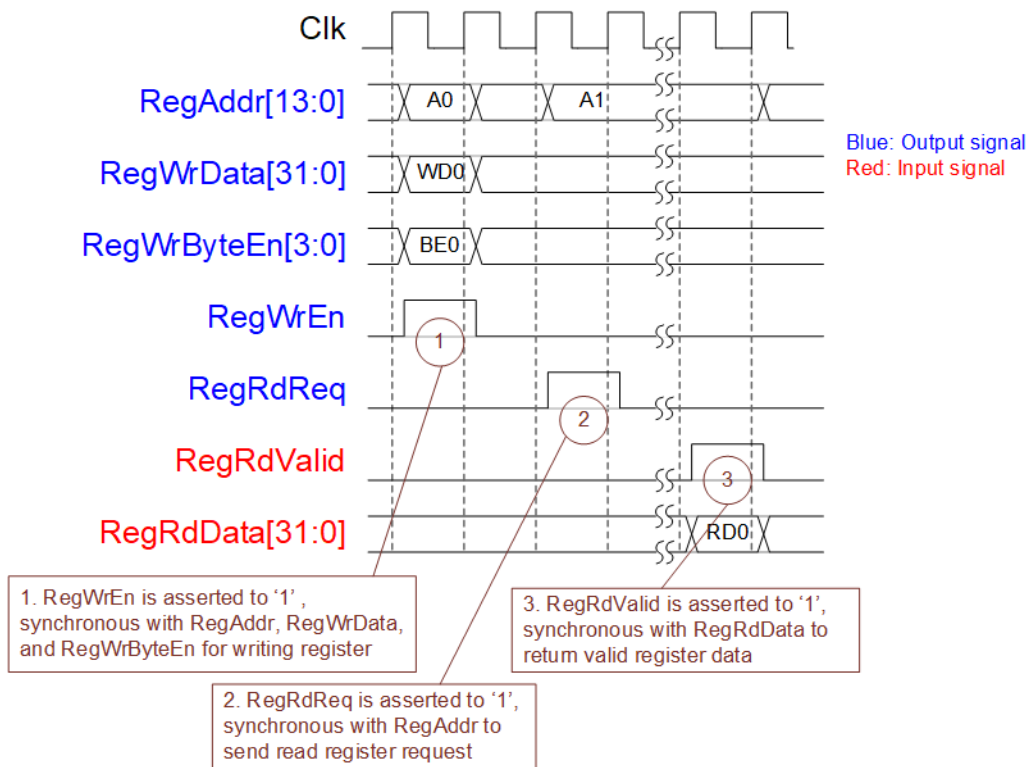 Clk
RegAddr[13:0]
A0
A1
Blue: Output signal
Red: Input signal
RegWrData[31:0]
WD0
RegWrByteEn[3:0]
BE0
RegWrEn
1
RegRdReq
2
RegRdValid
3
RegRdData[31:0]
RD0
1. RegWrEn is asserted to ‘1’ ,
synchronous with RegAddr, RegWrData,
and RegWrByteEn for writing register
3. RegRdValid is asserted to ‘1’,
synchronous with RegRdData to
return valid register data
2. RegRdReq is asserted to ‘1’,
synchronous with RegAddr to
send read register request